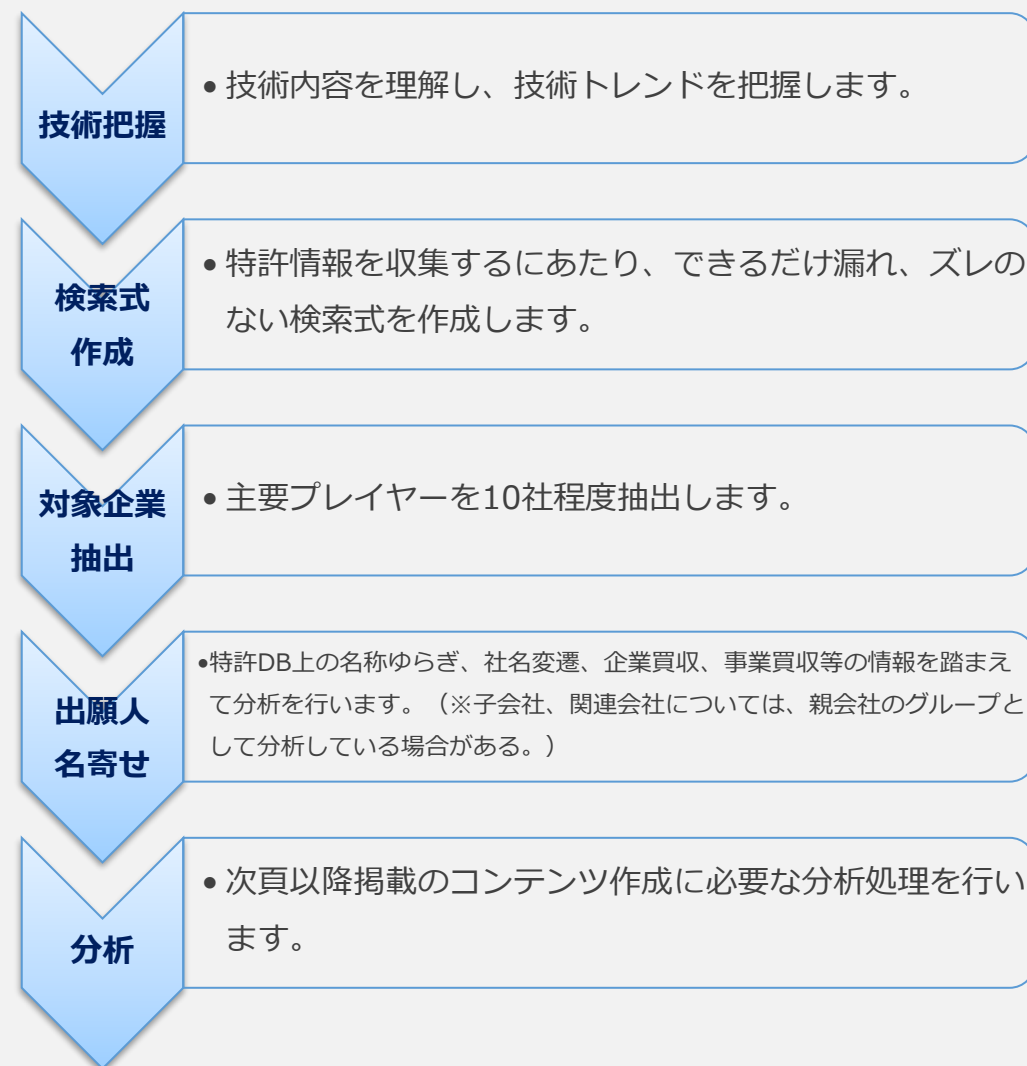 技術把握
• 技術内容を理解し、技術トレンドを把握します。
検索式
作成
• 特許情報を収集するにあたり、できるだけ漏れ、ズレの
ない検索式を作成します。
対象企業
抽出
• 主要プレイヤーを10社程度抽出します。
出願人
名寄せ
•特許DB上の名称ゆらぎ、社名変遷、企業買収、事業買収等の情報を踏まえ
て分析を行います。（※子会社、関連会社については、親会社のグループと
して分析している場合がある。）
分析
• 次頁以降掲載のコンテンツ作成に必要な分析処理を行い
ます。